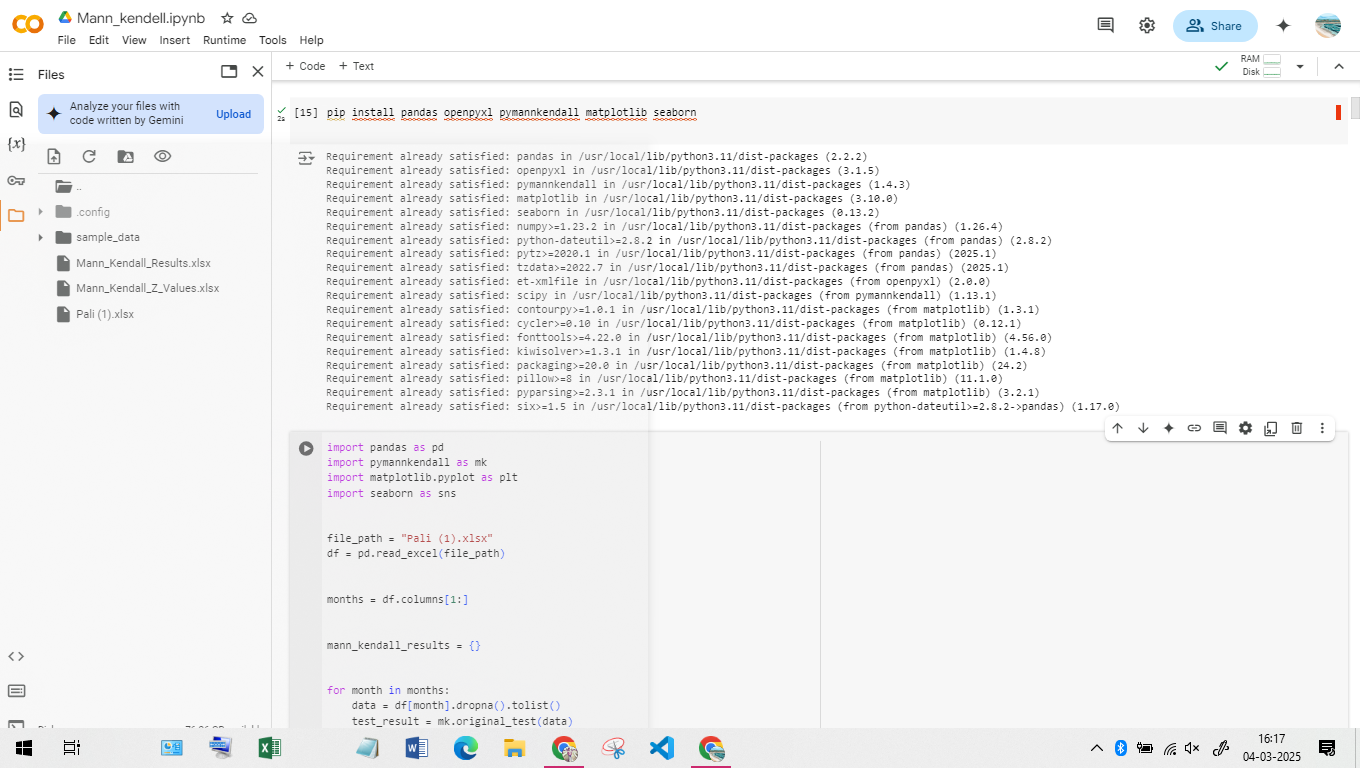 Mann_kendell.ipynb
File Edit View Insert Runtime Tools Help
Share
Files
+ Code + Text
RAM
Disk
Analyze your files with
code written by Gemini
Upload
{x}
..
.config
sample_data
Mann_Kendall_Results.xlsx
Mann_Kendall_Z_Values.xlsx
Pali (1).xlsx
2s
[15] pip install pandas openpyxl pymannkendall matplotlib seaborn
Requirement already satisfied: pandas in /usr/local/lib/python3.11/dist-packages (2.2.2)
Requirement already satisfied: openpyxl in /usr/local/lib/python3.11/dist-packages (3.1.5)
Requirement already satisfied: pymannkendall in /usr/local/lib/python3.11/dist-packages (1.4.3)
Requirement already satisfied: matplotlib in /usr/local/lib/python3.11/dist-packages (3.10.0)
Requirement already satisfied: seaborn in /usr/local/lib/python3.11/dist-packages (0.13.2)
Requirement already satisfied: numpy>=1.23.2 in /usr/local/lib/python3.11/dist-packages (from pandas) (1.26.4)
Requirement already satisfied: python-dateutil>=2.8.2 in /usr/local/lib/python3.11/dist-packages (from pandas) (2.8.2)
Requirement already satisfied: pytz>=2020.1 in /usr/local/lib/python3.11/dist-packages (from pandas) (2025.1)
Requirement already satisfied: tzdata>=2022.7 in /usr/local/lib/python3.11/dist-packages (from pandas) (2025.1)
Requirement already satisfied: et-xmlfile in /usr/local/lib/python3.11/dist-packages (from openpyxl) (2.0.0)
Requirement already satisfied: scipy in /usr/local/lib/python3.11/dist-packages (from pymannkendall) (1.13.1)
Requirement already satisfied: contourpy>=1.0.1 in /usr/local/lib/python3.11/dist-packages (from matplotlib) (1.3.1)
Requirement already satisfied: cycler>=0.10 in /usr/local/lib/python3.11/dist-packages (from matplotlib) (0.12.1)
Requirement already satisfied: fonttools>=4.22.0 in /usr/local/lib/python3.11/dist-packages (from matplotlib) (4.56.0)
Requirement already satisfied: kiwisolver>=1.3.1 in /usr/local/lib/python3.11/dist-packages (from matplotlib) (1.4.8)
Requirement already satisfied: packaging>=20.0 in /usr/local/lib/python3.11/dist-packages (from matplotlib) (24.2)
Requirement already satisfied: pillow>=8 in /usr/local/lib/python3.11/dist-packages (from matplotlib) (11.1.0)
Requirement already satisfied: pyparsing>=2.3.1 in /usr/local/lib/python3.11/dist-packages (from matplotlib) (3.2.1)
Requirement already satisfied: six>=1.5 in /usr/local/lib/python3.11/dist-packages (from python-dateutil>=2.8.2->pandas) (1.17.0)
import pandas as pd
import pymannkendall as mk
import matplotlib.pyplot as plt
import seaborn as sns
file_path = "Pali (1).xlsx"
df = pd.read_excel(file_path)
months = df.columns[1:]
mann_kendall_results = {}
for month in months:
data = df[month].dropna().tolist()
test_result = mk.original_test(data)
16:17
04-03-2025